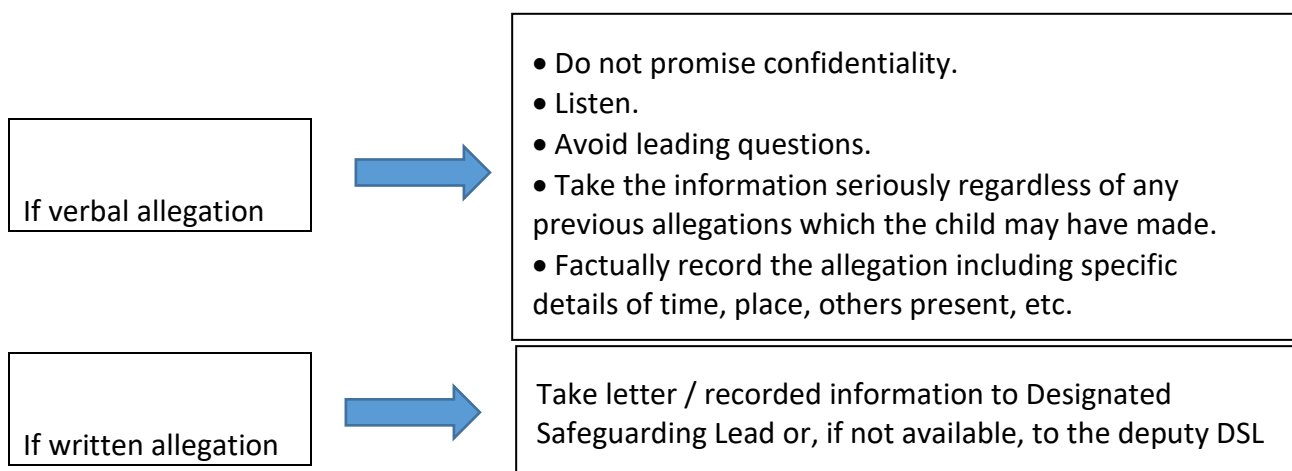 If verbal allegation
• Do not promise confidentiality.
• Listen.
• Avoid leading questions.
• Take the information seriously regardless of any
previous allegations which the child may have made.
• Factually record the allegation including specific
details of time, place, others present, etc.
If written allegation
Take letter / recorded information to Designated
Safeguarding Lead or, if not available, to the deputy DSL